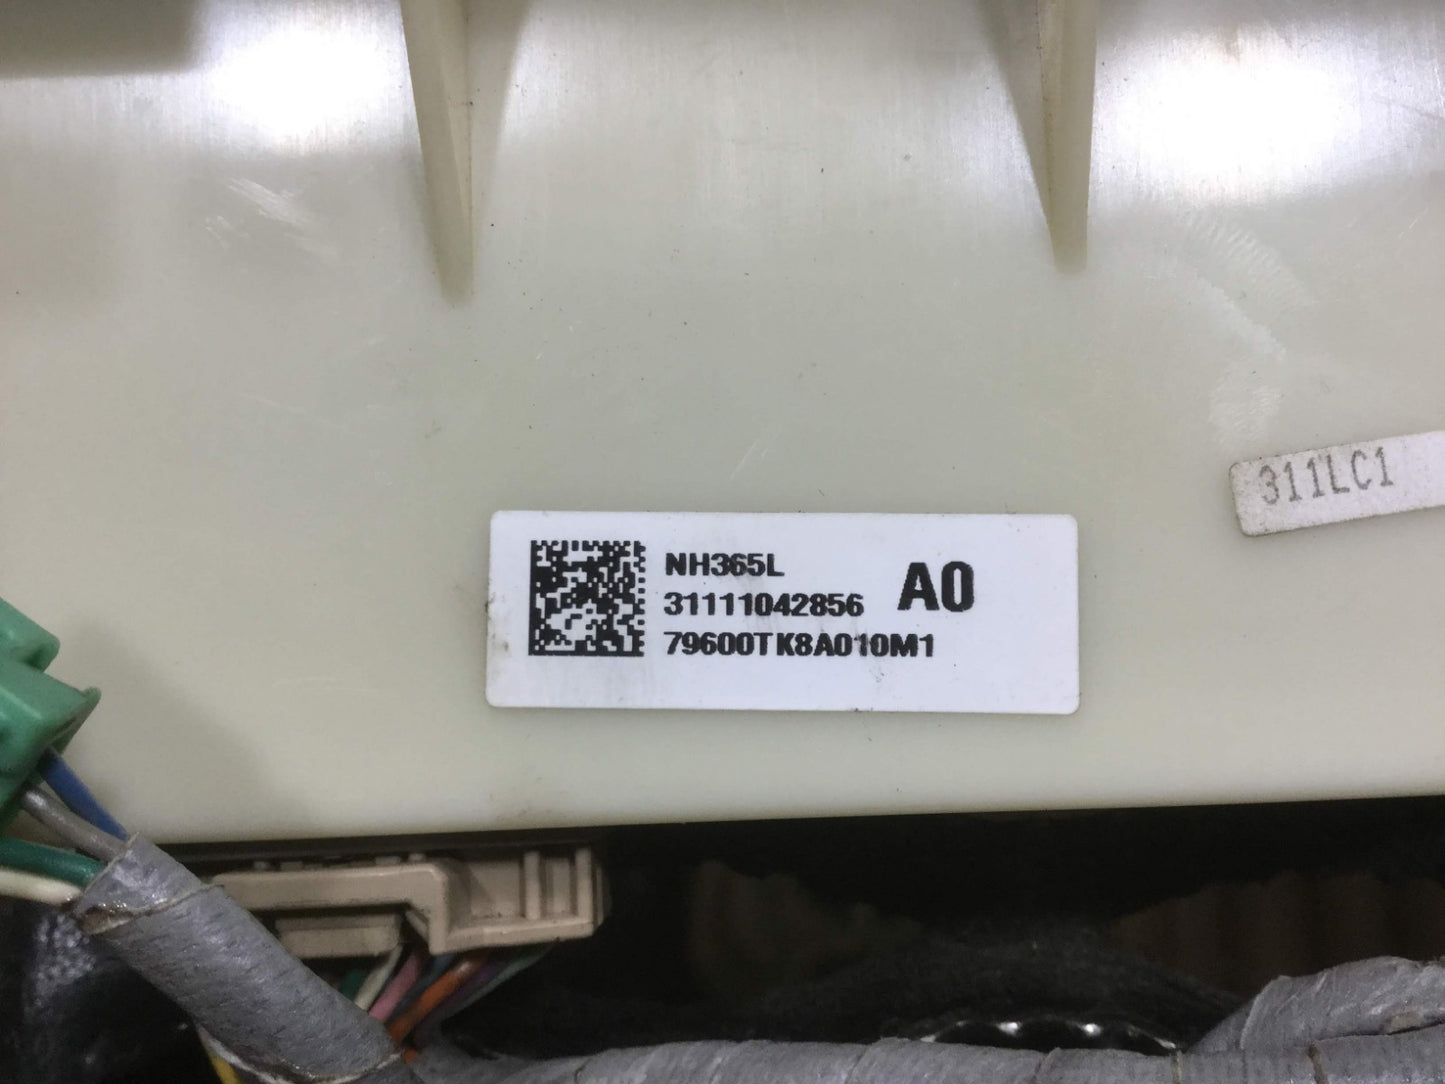 311LC1
NH365L
31111042856 A0
79600TK8A010M1